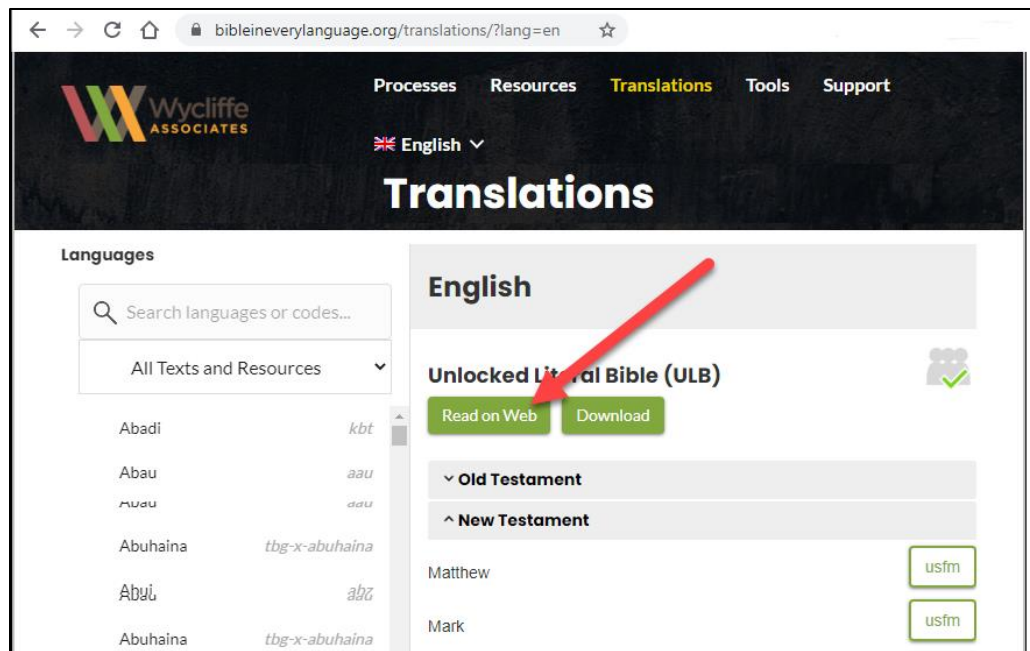 bibleineverylanguage.org/translations/?lang=en
Wycliffe
ASSOCIATES
Processes Resources Translations Tools Support
English
Translations
Languages
Search languages or codes...
All Texts and Resources
Abadi kbt
Abau aau
Abuhaina tbg-x-abuhaina
Abuhaina tbg-x-abuhaina
English
Unlocked Literal Bible (ULB)
Read on Web Download
Old Testament
New Testament
Matthew usfm
Mark usfm